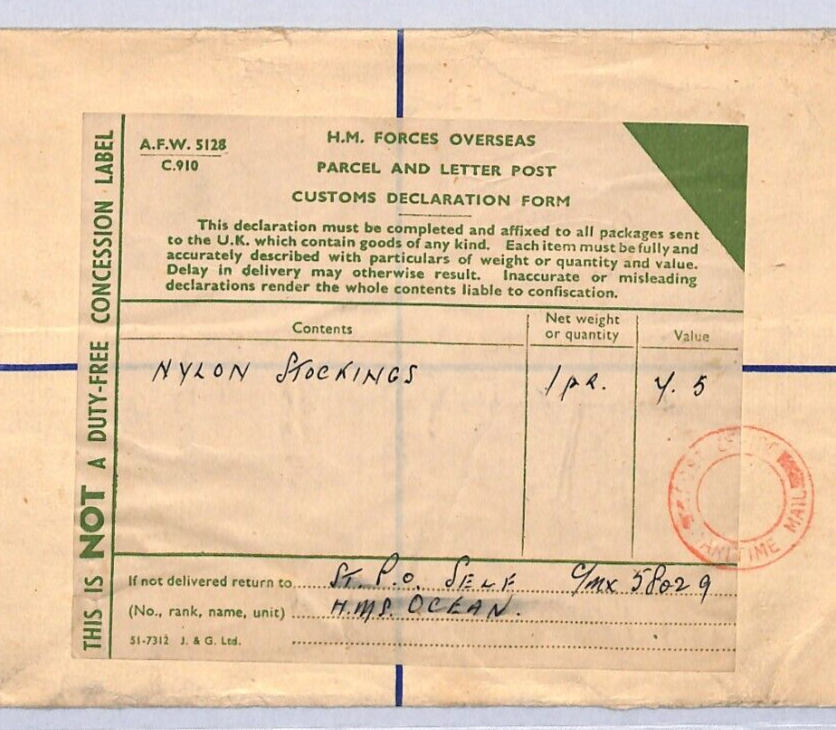 THIS IS NOT A DUTY-FREE CONCESSION LABEL
A.F.W. 5128
C.910
H.M. FORCES OVERSEAS
PARCEL AND LETTER POST
CUSTOMS DECLARATION FORM
This declaration must be completed and affixed to all packages sent
to the U.K. which contain goods of any kind. Each item must be fully and
accurately described with particulars of weight or quantity and value.
Delay in delivery may otherwise result. Inaccurate or misleading
declarations render the whole contents liable to confiscation.
Contents
Net weight
or quantity
Value
NYLON STOCKINGS 1 pr. Y. 5
MARITIME MAIL
If not delivered return to St. P.O. SELF C/MX 58029
(No., rank, name, unit) H.M.S. OCEAN.
51-7312 J. & G. Ltd.